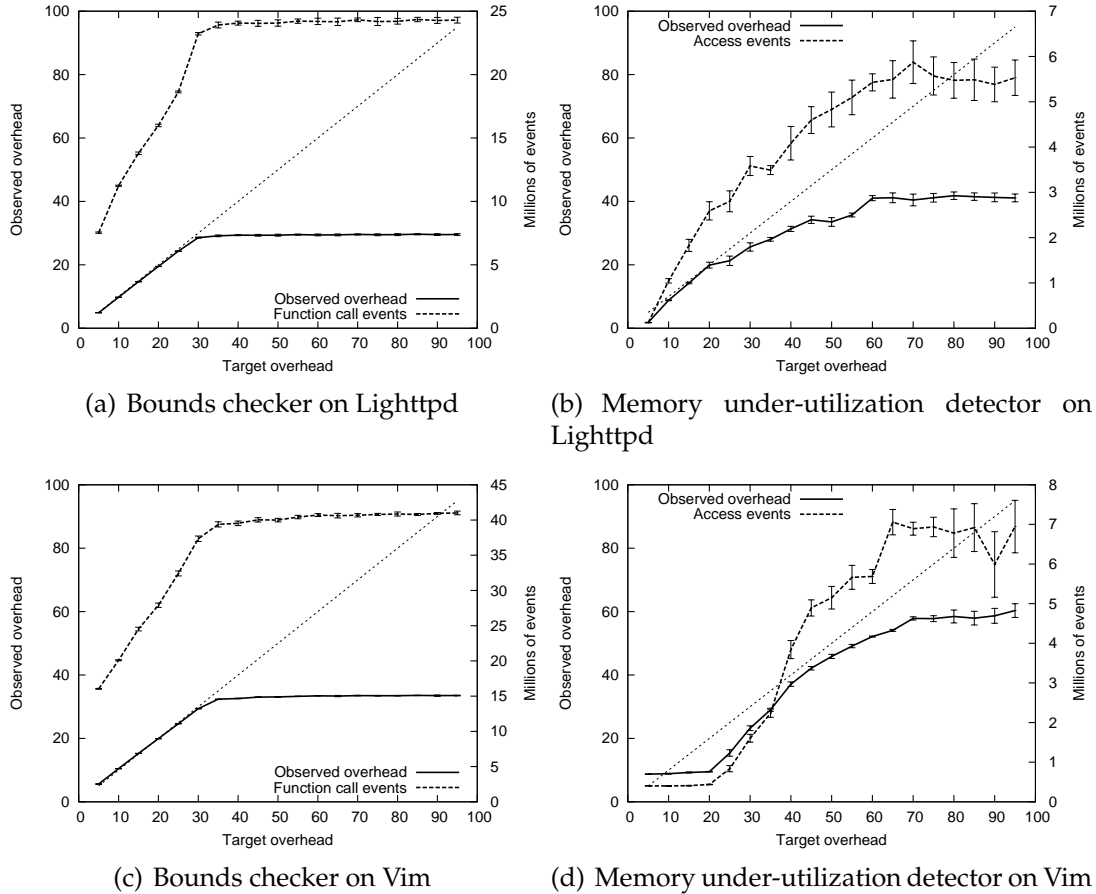 100
80
60
40
20
0
Observed overhead
25
20
15
10
5
0
Millions of events
Observed overhead
Function call events
0 10 20 30 40 50 60 70 80 90 100
Target overhead
(a) Bounds checker on Lighttpd
100
80
60
40
20
0
Observed overhead
7
6
5
4
3
2
1
0
Millions of events
Observed overhead
Access events
0 10 20 30 40 50 60 70 80 90 100
Target overhead
(b) Memory under-utilization detector on
Lighttpd
100
80
60
40
20
0
Observed overhead
45
40
35
30
25
20
15
10
5
0
Millions of events
Observed overhead
Function call events
0 10 20 30 40 50 60 70 80 90 100
Target overhead
(c) Bounds checker on Vim
100
80
60
40
20
0
Observed overhead
8
7
6
5
4
3
2
1
0
Millions of events
Observed overhead
Access events
0 10 20 30 40 50 60 70 80 90 100
Target overhead
(d) Memory under-utilization detector on Vim